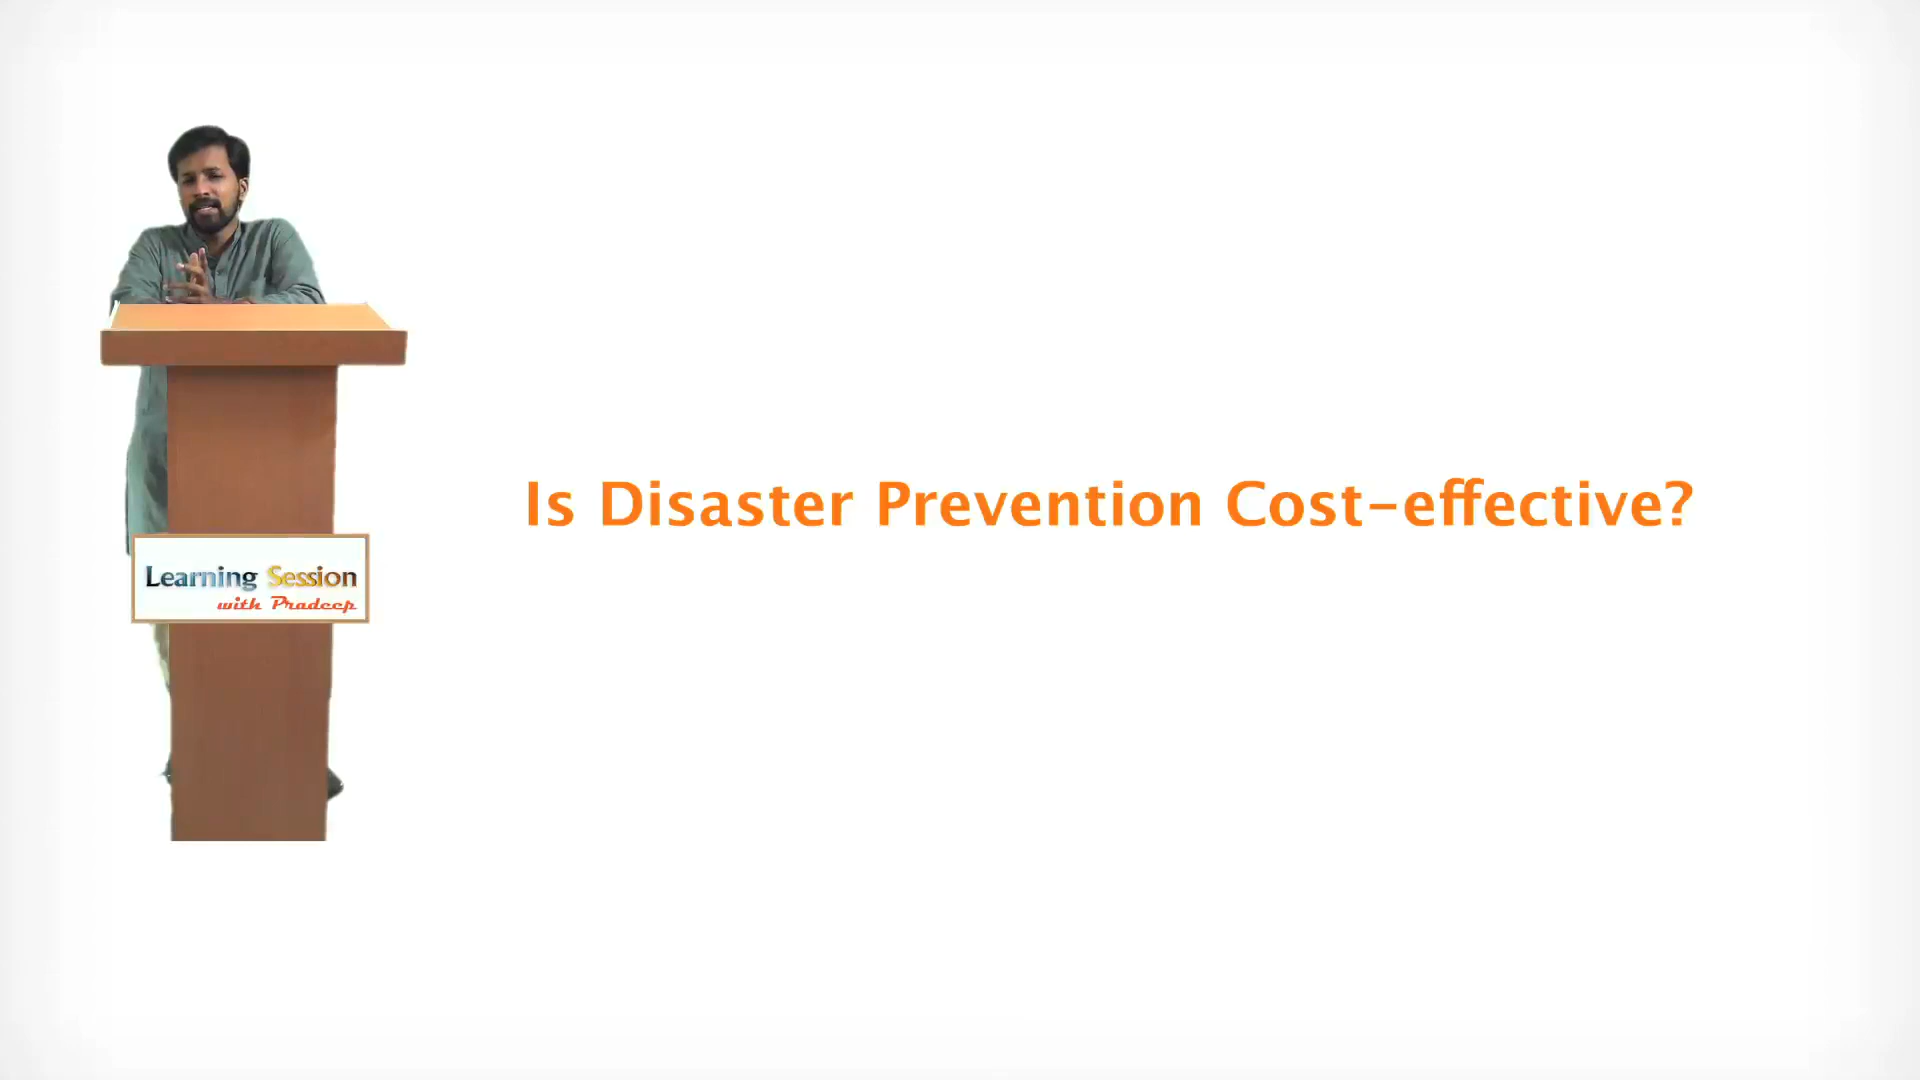 Is Disaster Prevention Cost-effective?
Learning Session
with Pradeep